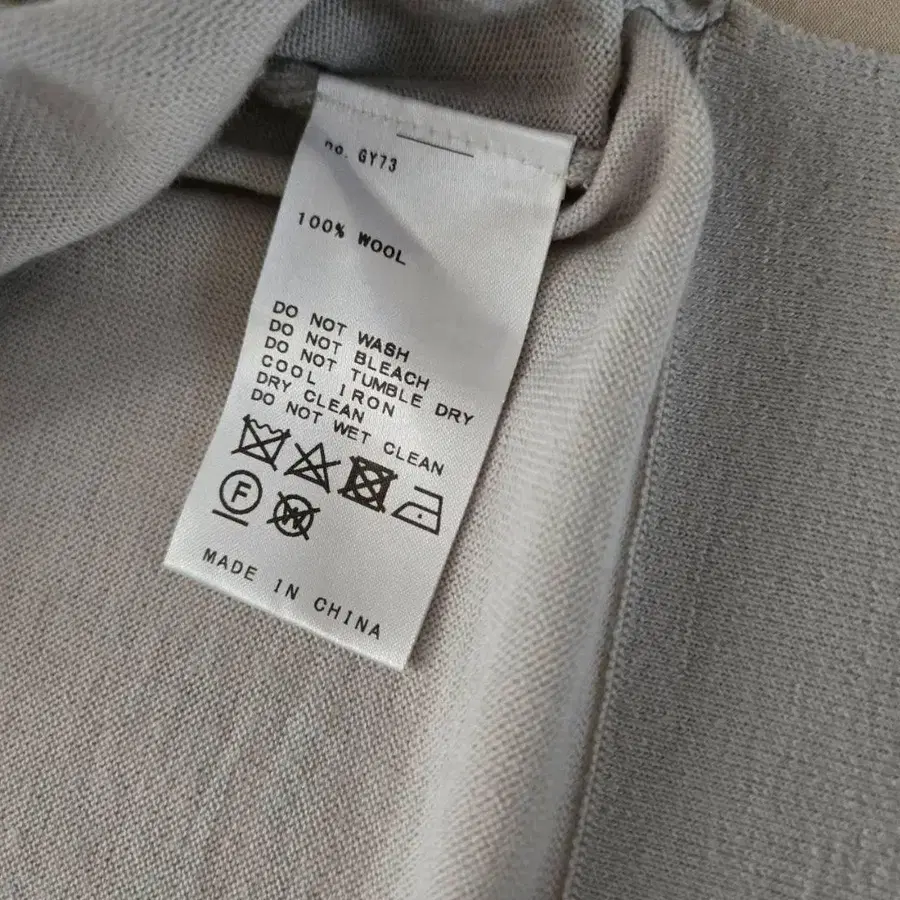 no. GY73
100% WOOL
DO NOT WASH
DO NOT BLEACH
DO NOT TUMBLE DRY
COOL IRON
DRY CLEAN
DO NOT WET CLEAN
F W
MADE IN CHINA